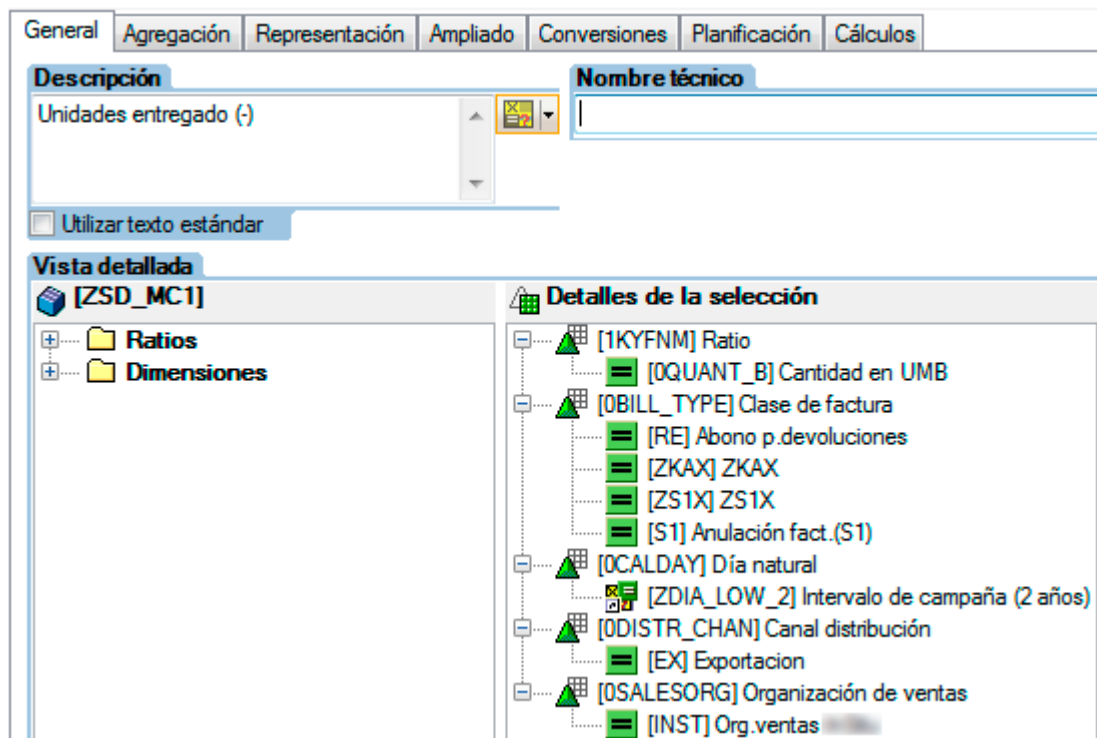 General Agregación Representación Ampliado Conversiones Planificación Cálculos
Descripción
Nombre técnico
Unidades entregado (-)
Utilizar texto estándar
Vista detallada
[ZSD_MC1]
Ratios
Dimensiones
Detalles de la selección
[1KYFNM] Ratio
[0QUANT_B] Cantidad en UMB
[0BILL_TYPE] Clase de factura
[RE] Abono p.devoluciones
[ZKAX] ZKAX
[ZS1X] ZS1X
[S1] Anulación fact.(S1)
[0CALDAY] Día natural
[ZDIA_LOW_2] Intervalo de campaña (2 años)
[0DISTR_CHAN] Canal distribución
[EX] Exportacion
[0SALESORG] Organización de ventas
[INST] Org.ventas